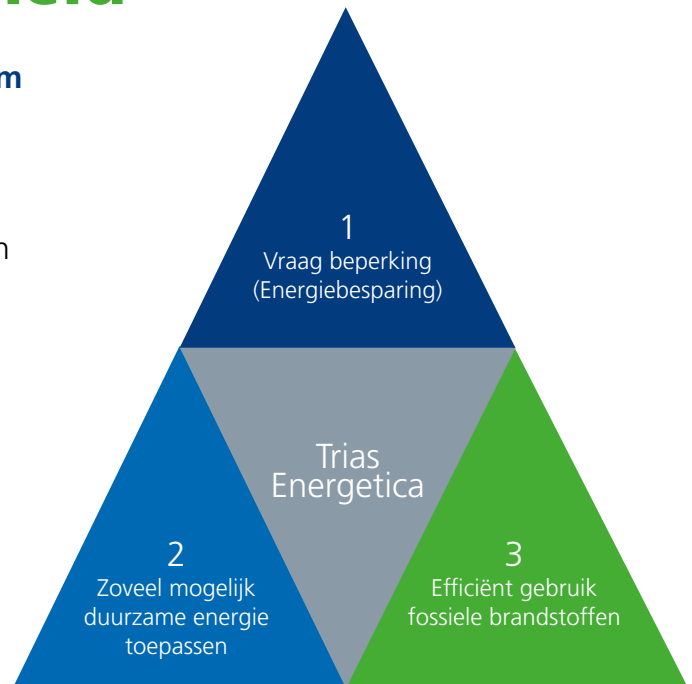 1
Vraag beperking
(Energiebesparing)
Trias
Energetica
2
Zoveel mogelijk
duurzame energie
toepassen
3
Efficiënt gebruik
fossiele brandstoffen